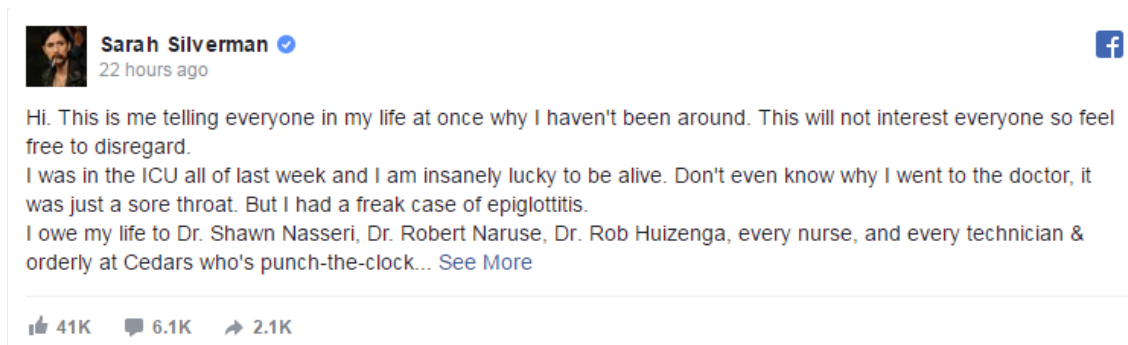 Sarah Silverman
22 hours ago
Hi. This is me telling everyone in my life at once why I haven't been around. This will not interest everyone so feel
free to disregard.
I was in the ICU all of last week and I am insanely lucky to be alive. Don't even know why I went to the doctor, it
was just a sore throat. But I had a freak case of epiglottitis.
I owe my life to Dr. Shawn Nasseri, Dr. Robert Naruse, Dr. Rob Huizenga, every nurse, and every technician &
orderly at Cedars who's punch-the-clock... See More
41K 6.1K 2.1K